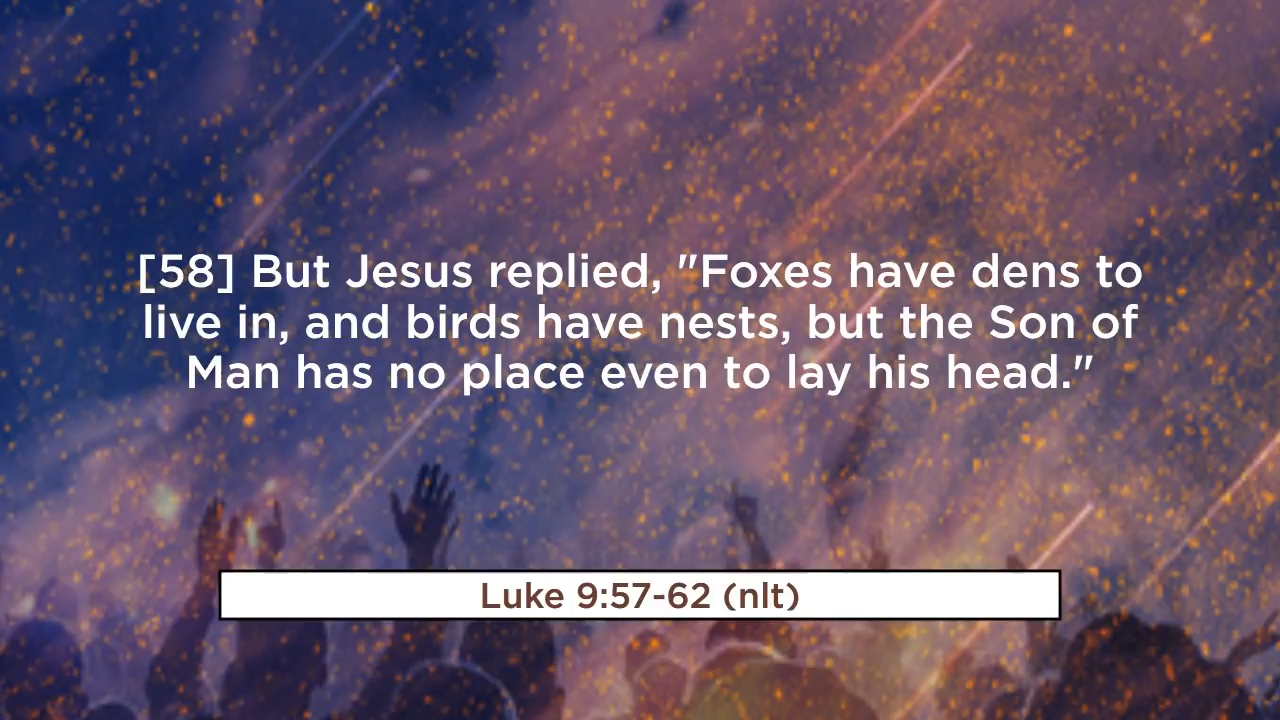 [58] But Jesus replied, "Foxes have dens to
live in, and birds have nests, but the Son of
Man has no place even to lay his head."
Luke 9:57-62 (nlt)